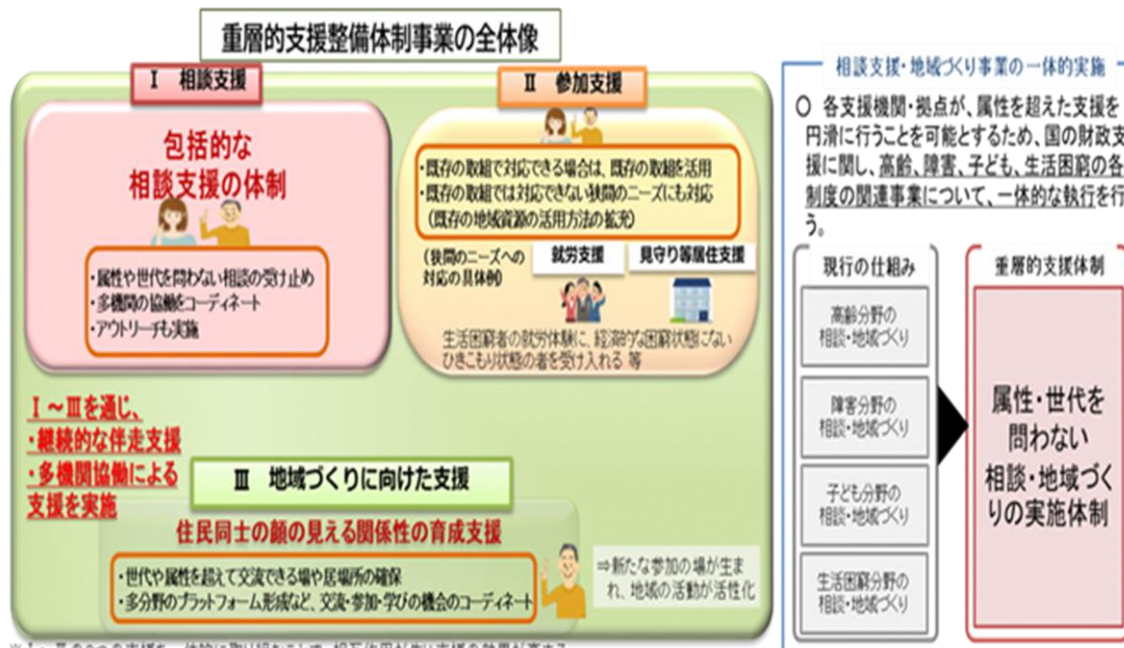 重層的支援整備体制事業の全体像
Ⅰ 相談支援
包括的な
相談支援の体制
・属性や世代を問わない相談の受け止め
・多機関の協働をコーディネート
・アウトリーチも実施
Ⅱ 参加支援
・既存の取組で対応できる場合は、既存の取組を活用
・既存の取組では対応できない狭間のニーズにも対応
(既存の地域資源の活用方法の拡充)
(狭間のニーズへの
対応の具体例)
就労支援
見守り等居住支援
生活困窮者の就労体験に、経済的な困窮状態にない
ひきこもり状態の者を受け入れる 等
Ⅰ～Ⅲを通じ、
・継続的な伴走支援
・多機関協働による
支援を実施
Ⅲ 地域づくりに向けた支援
住民同士の顔の見える関係性の育成支援
・世代や属性を超えて交流できる場や居場所の確保
・多分野のプラットフォーム形成など、交流・参加・学びの機会のコーディネート
⇒新たな参加の場が生ま
れ、地域の活動が活性化
相談支援・地域づくり事業の一体的実施
○ 各支援機関・拠点が、属性を超えた支援を
円滑に行うことを可能とするため、国の財政支
援に関し、高齢、障害、子ども、生活困窮の各
制度の関連事業について、一体的な執行を行
う。
現行の仕組み
高齢分野の
相談・地域づくり
障害分野の
相談・地域づくり
子ども分野の
相談・地域づくり
生活困窮分野の
相談・地域づくり
重層的支援体制
属性・世代を
問わない
相談・地域づく
りの実施体制